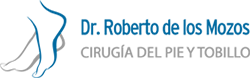 Dr. Roberto de los Mozos
CIRUGÍA DEL PIE Y TOBILLO